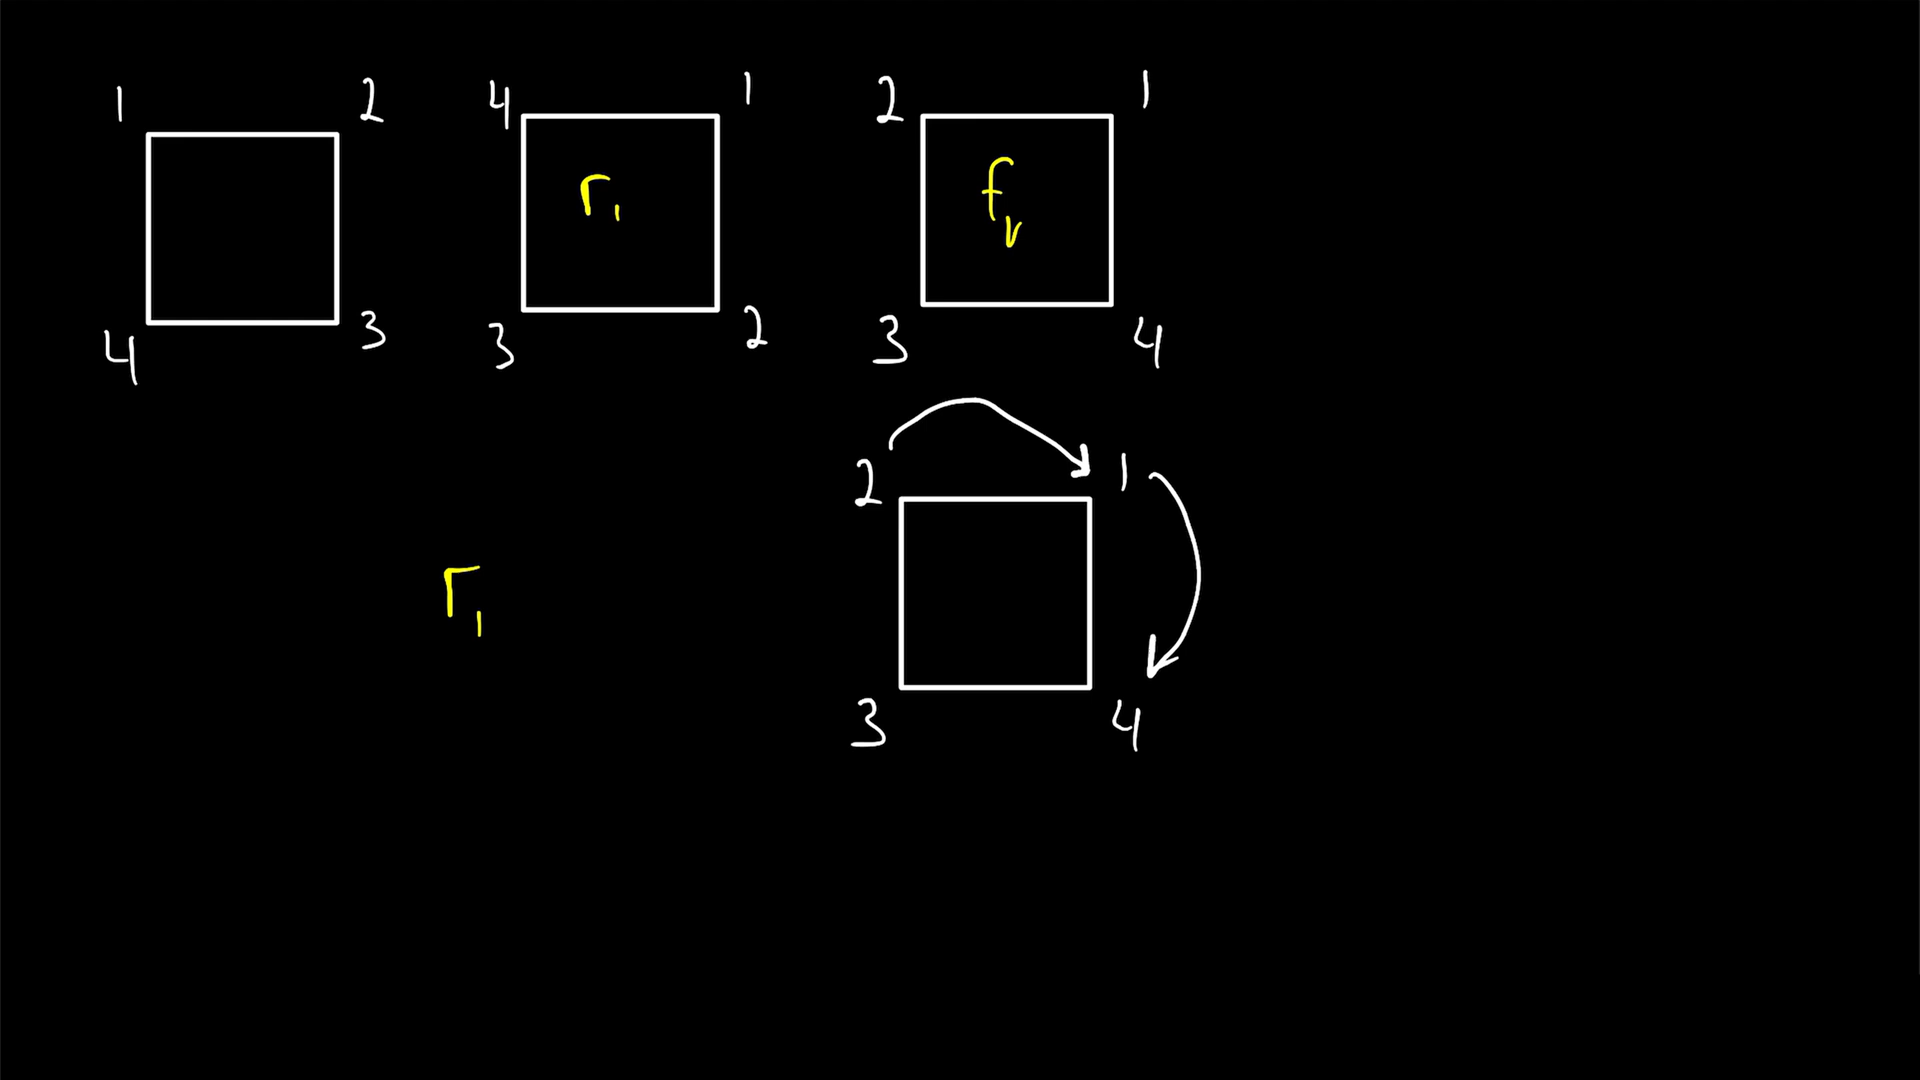 1 2 4 1 2 1
r₁ fᵥ
4 3 3 2 3 4
2 1
r₁
3 4